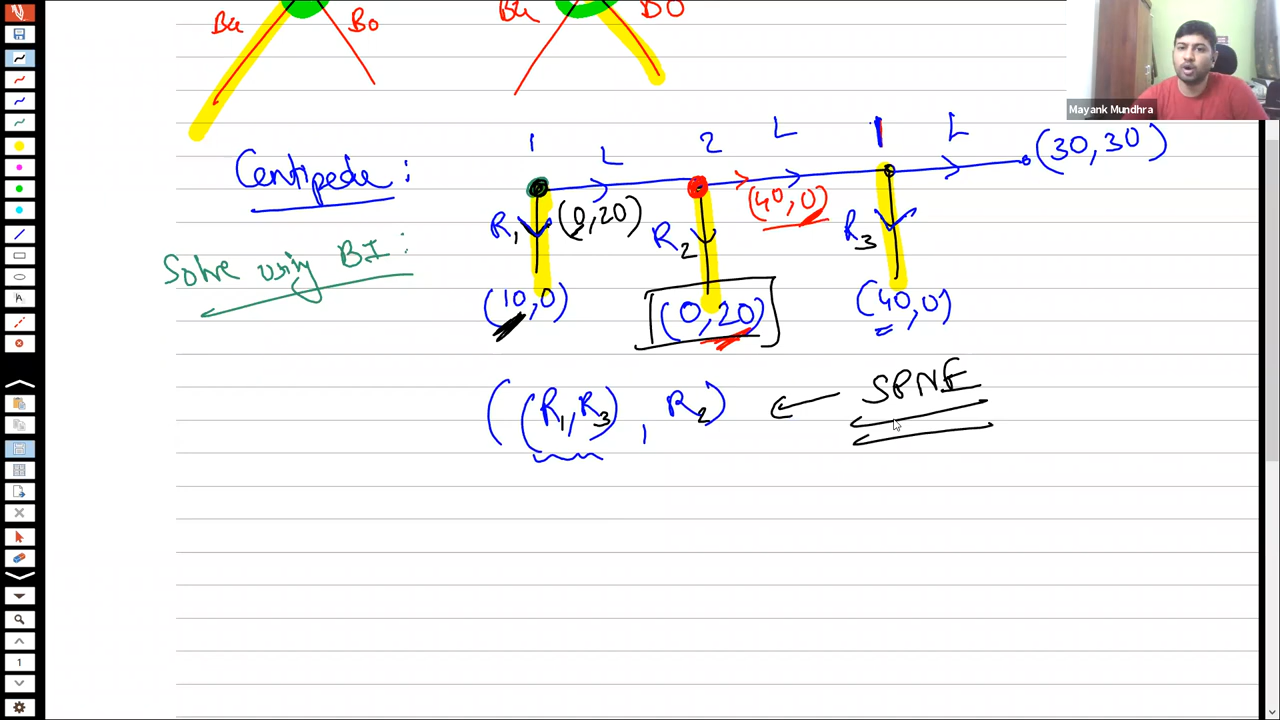 Bu Bo Bu BO
Mayank Mundhra
Centipede :
1 L 2 L 1 L (30,30)
R1 (0,20) R2 (40,0) R3
Solve using BI :
(10,0) (0,20) (40,0)
((R1,R3) , R2) ← SPNE
1